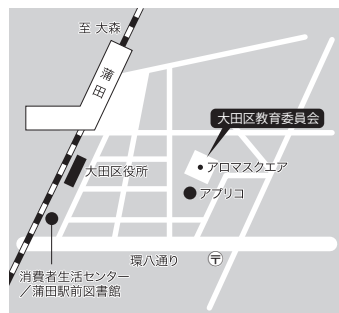 至 大森
蒲田
大田区教育委員会
大田区役所
アロマスクエア
アプリコ
環八通り
〒
消費者生活センター
／蒲田駅前図書館